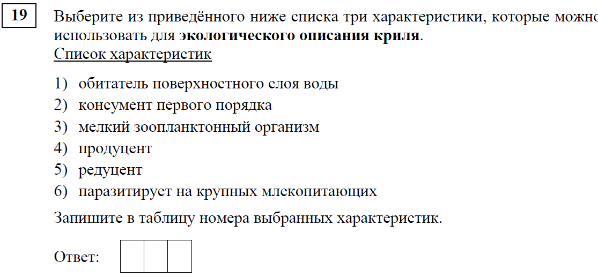 19
Выберите из приведённого ниже списка три характеристики, которые можно
использовать для экологического описания криля.
Список характеристик
1) обитатель поверхностного слоя воды
2) консумент первого порядка
3) мелкий зоопланктонный организм
4) продуцент
5) редуцент
6) паразитирует на крупных млекопитающих
Запишите в таблицу номера выбранных характеристик.
Ответ: